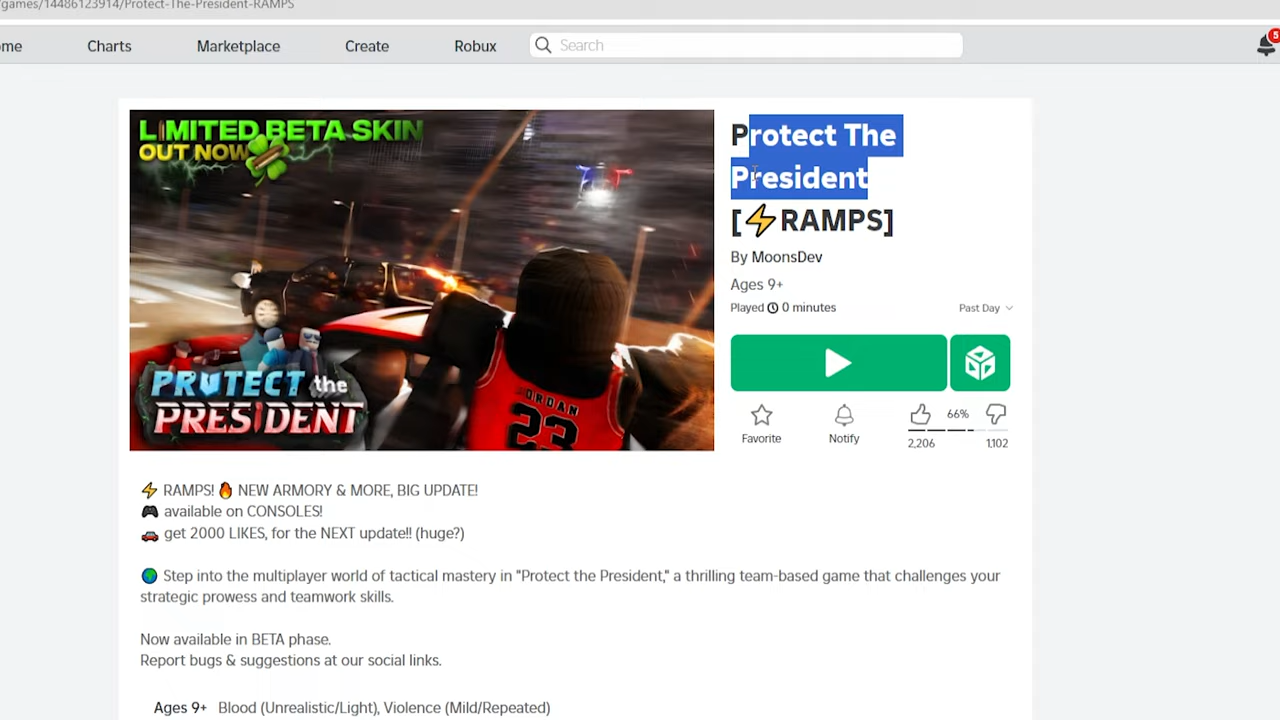 /games/14486123914/Protect-The-President-RAMPS
ome
Charts
Marketplace
Create
Robux
Search
5
LIMITED BETA SKIN
OUT NOW
JORDAN
23
PROTECT the
PRESIDENT
Protect The
President
[⚡RAMPS]
By MoonsDev
Ages 9+
Played 0 minutes
Past Day
Favorite
Notify
66%
2,206
1,102
⚡ RAMPS! 🔥 NEW ARMORY & MORE, BIG UPDATE!
🎮 available on CONSOLES!
🚗 get 2000 LIKES, for the NEXT update!! (huge?)
🌍 Step into the multiplayer world of tactical mastery in "Protect the President," a thrilling team-based game that challenges your
strategic prowess and teamwork skills.
Now available in BETA phase.
Report bugs & suggestions at our social links.
Ages 9+ Blood (Unrealistic/Light), Violence (Mild/Repeated)